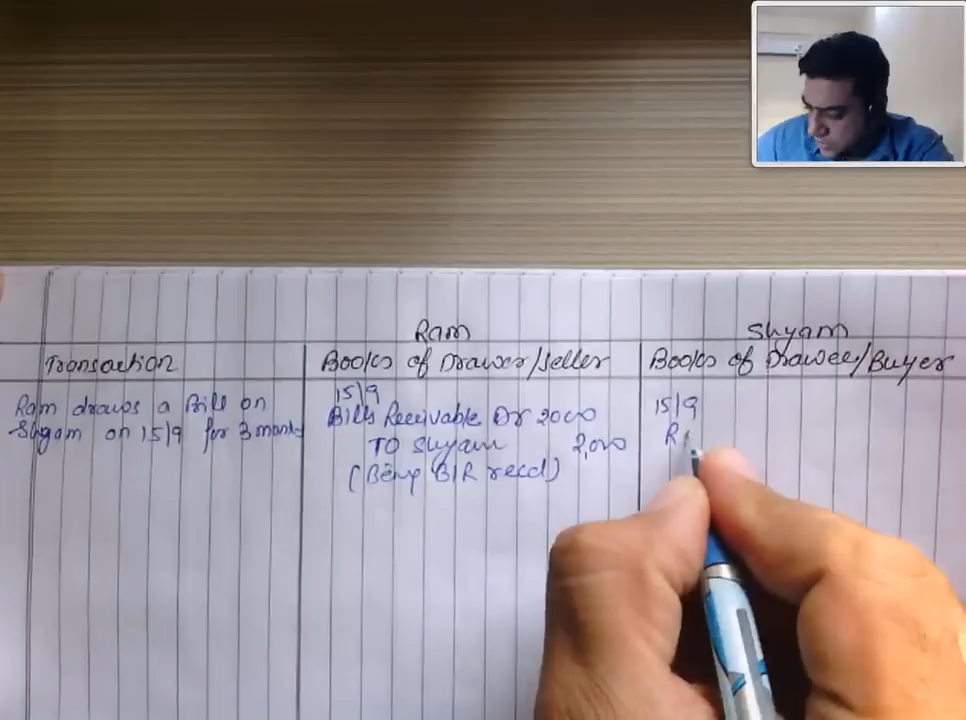 Ram
Shyam
Transaction
Books of Drawer/Seller
Books of Drawee/Buyer
Ram draws a Bill on
Shyam on 15/9 for 3 months
15/9
Bills Receivable Dr 2000
TO Shyam 2,000
(Being B/R recd)
15/9
R